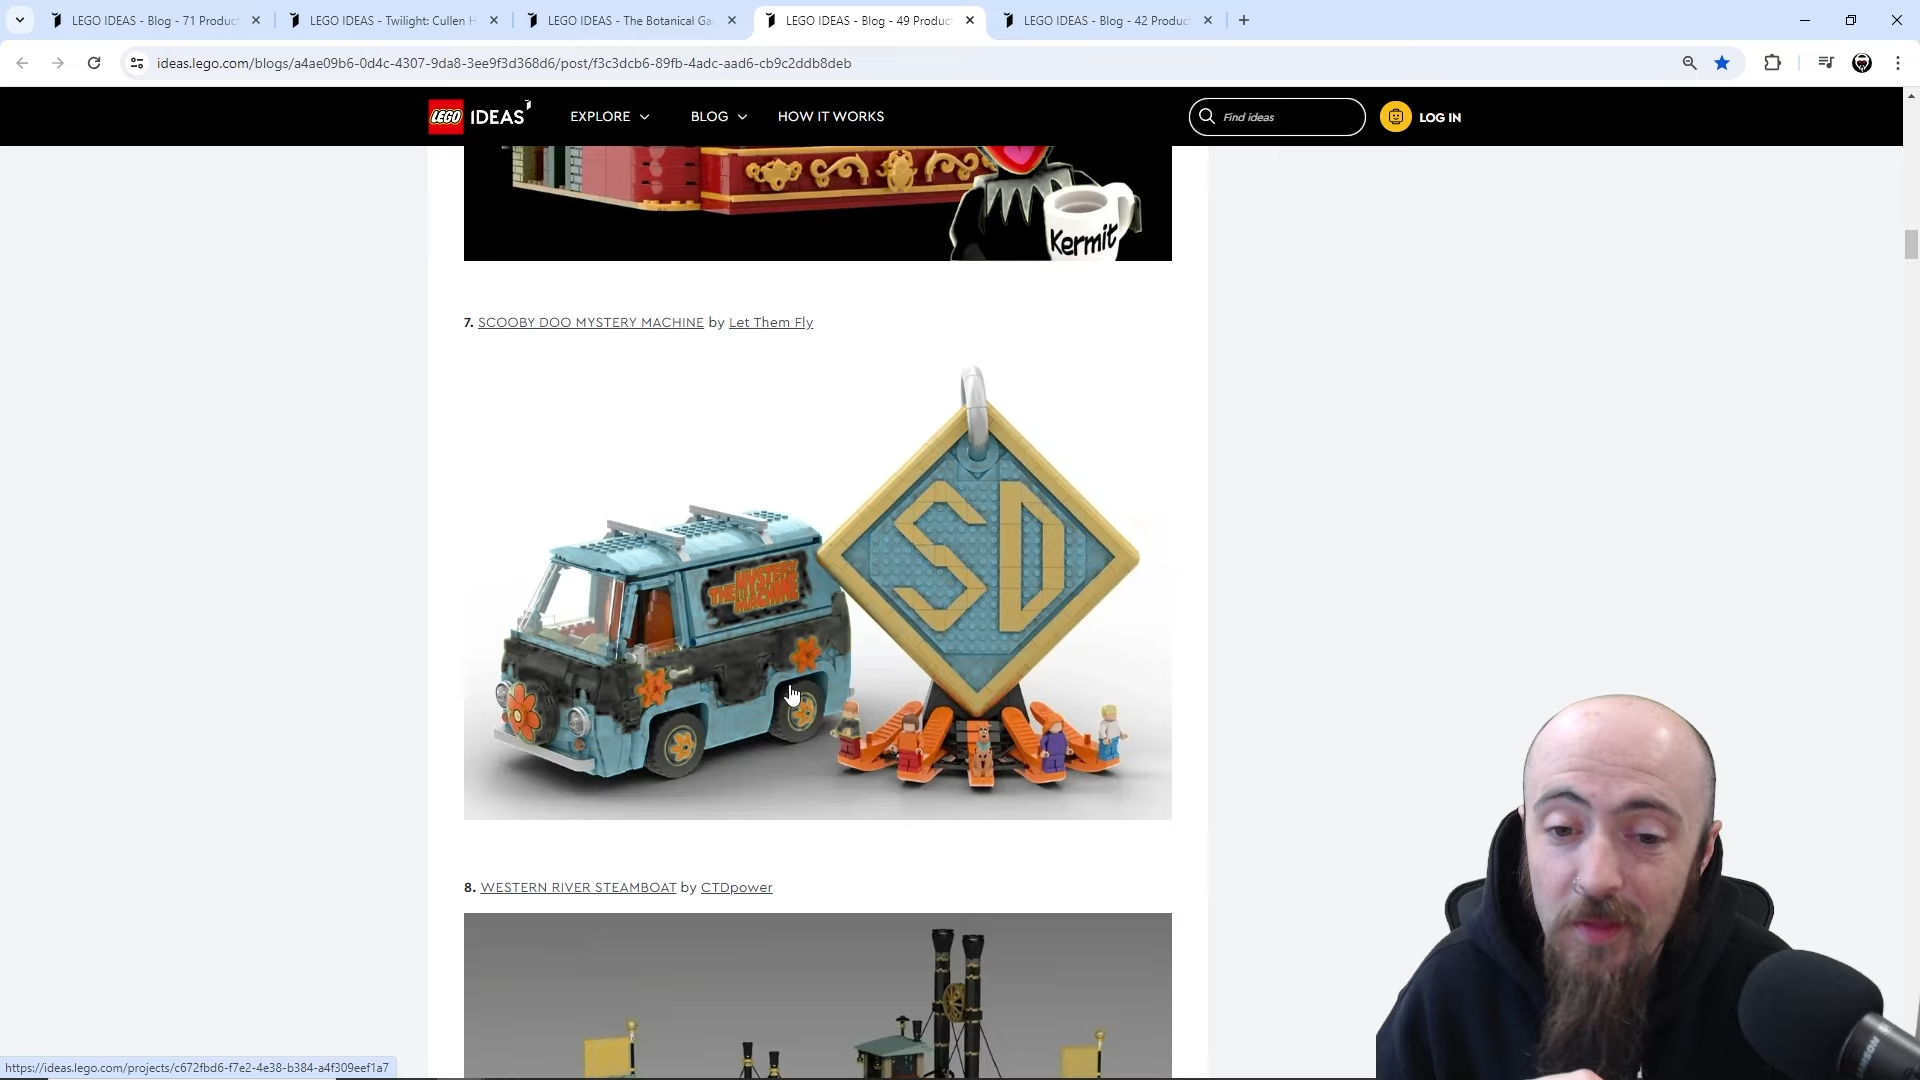 LEGO IDEAS - Blog - 71 Produc
LEGO IDEAS - Twilight: Cullen H
LEGO IDEAS - The Botanical Ga
LEGO IDEAS - Blog - 49 Produc
LEGO IDEAS - Blog - 42 Produc
ideas.lego.com/blogs/a4ae09b6-0d4c-4307-9da8-3ee9f3d368d6/post/f3c3dcb6-89fb-4adc-aad6-cb9c2ddb8deb
LEGO IDEAS
EXPLORE
BLOG
HOW IT WORKS
Find ideas
LOG IN
Kermit
7. SCOOBY DOO MYSTERY MACHINE by Let Them Fly
SD
THE MYSTERY
MACHINE
8. WESTERN RIVER STEAMBOAT by CTDpower
https://ideas.lego.com/projects/c672fbd6-f7e2-4e38-b384-a4f309eef1a7